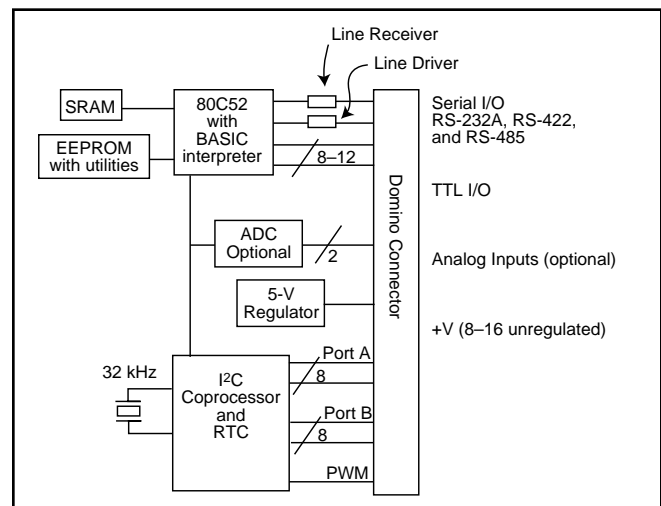 Line Receiver
Line Driver
SRAM
EEPROM
with utilities
80C52
with
BASIC
interpreter
8–12
Serial I/O
RS-232A, RS-422,
and RS-485
TTL I/O
Domino Connector
ADC
Optional
2
Analog Inputs (optional)
5-V
Regulator
+V (8–16 unregulated)
32 kHz
I²C
Coprocessor
and
RTC
Port A
8
Port B
8
PWM